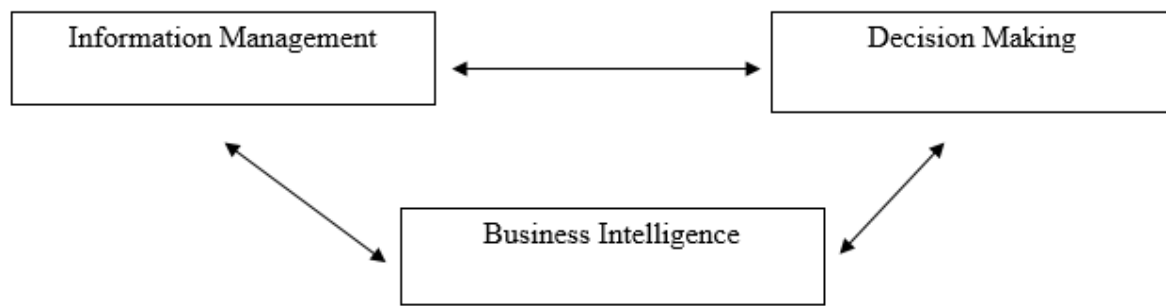 Information Management
Decision Making
Business Intelligence